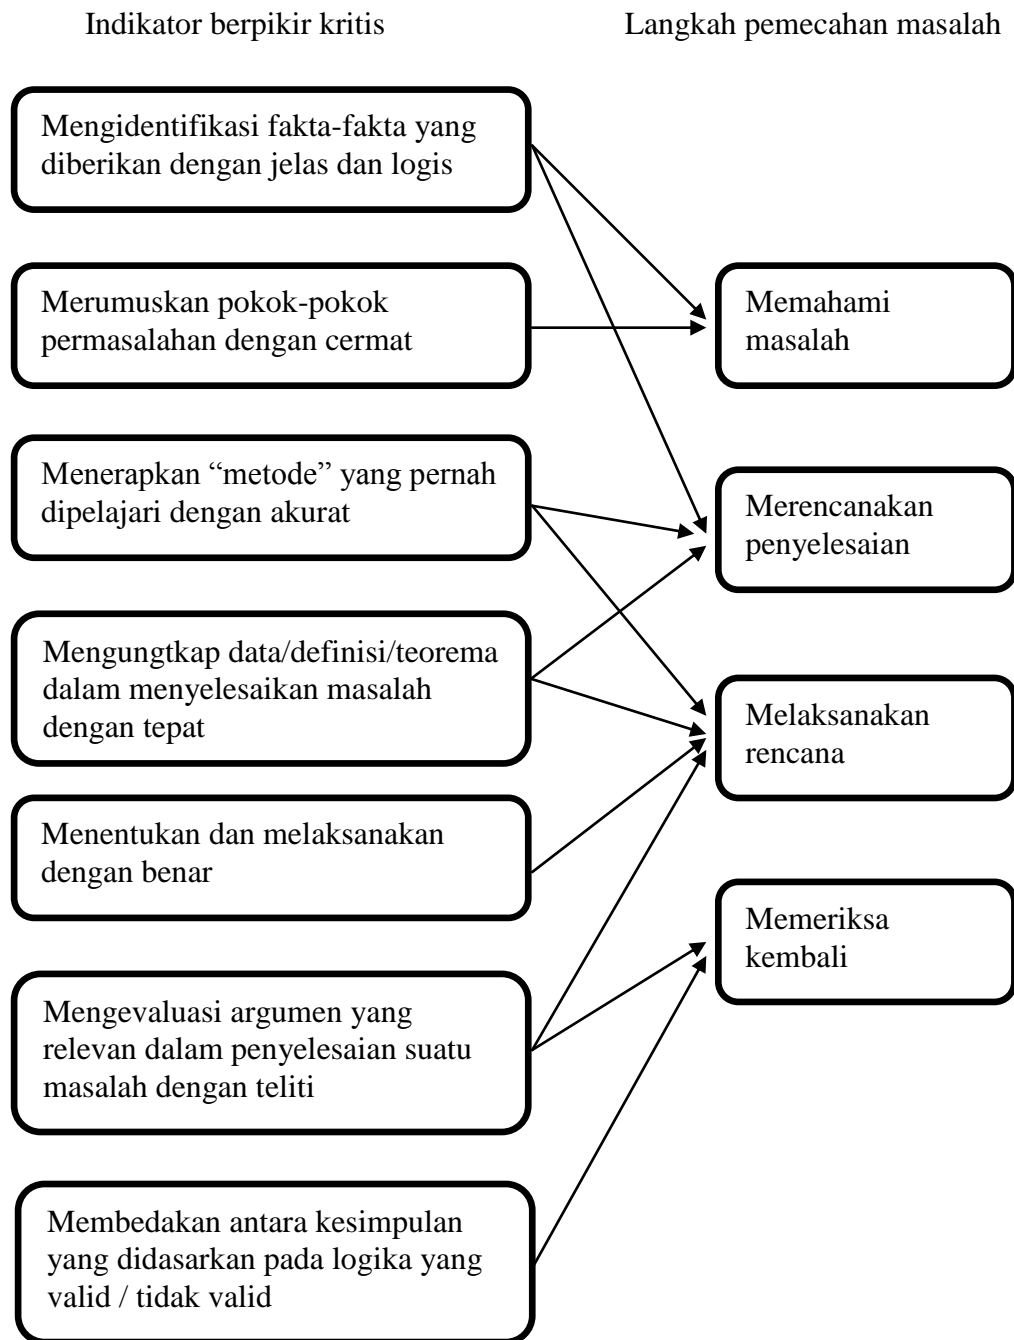 Indikator berpikir kritis
Langkah pemecahan masalah
Mengidentifikasi fakta-fakta yang
diberikan dengan jelas dan logis
Merumuskan pokok-pokok
permasalahan dengan cermat
Menerapkan “metode” yang pernah
dipelajari dengan akurat
Mengungtkap data/definisi/teorema
dalam menyelesaikan masalah
dengan tepat
Menentukan dan melaksanakan
dengan benar
Mengevaluasi argumen yang
relevan dalam penyelesaian suatu
masalah dengan teliti
Membedakan antara kesimpulan
yang didasarkan pada logika yang
valid / tidak valid
Memahami
masalah
Merencanakan
penyelesaian
Melaksanakan
rencana
Memeriksa
kembali